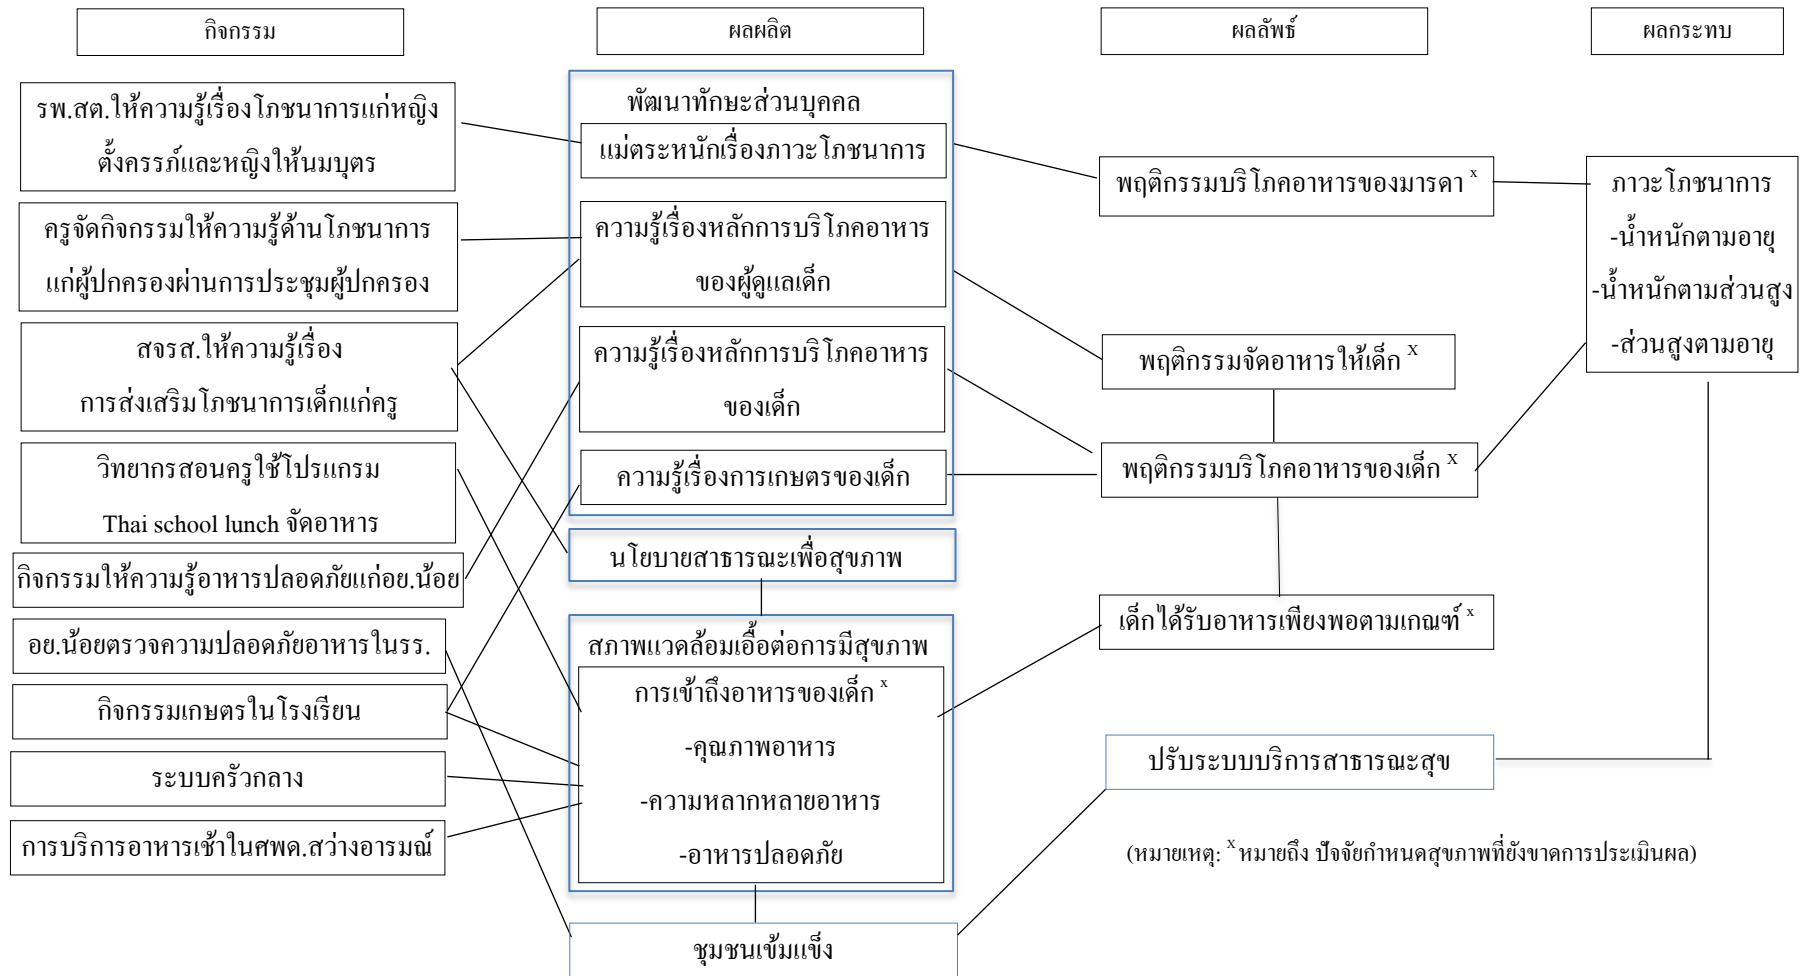 กิจกรรม
ผลผลิต
ผลลัพธ์
ผลกระทบ
รพ.สต.ให้ความรู้เรื่องโภชนาการแก่หญิง
ตั้งครรภ์และหญิงให้นมบุตร
ครูจัดกิจกรรมให้ความรู้ด้านโภชนาการ
แก่ผู้ปกครองผ่านการประชุมผู้ปกครอง
สจรส.ให้ความรู้เรื่อง
การส่งเสริมโภชนาการเด็กแก่ครู
วิทยากรสอนครูใช้โปรแกรม
Thai school lunch จัดอาหาร
กิจกรรมให้ความรู้อาหารปลอดภัยแก่อย.น้อย
อย.น้อยตรวจความปลอดภัยอาหารในรร.
กิจกรรมเกษตรในโรงเรียน
ระบบครัวกลาง
การบริการอาหารเช้าในศพด.สว่างอารมณ์
พัฒนาทักษะส่วนบุคคล
แม่ตระหนักเรื่องภาวะโภชนาการ
ความรู้เรื่องหลักการบริโภคอาหาร
ของผู้ดูแลเด็ก
ความรู้เรื่องหลักการบริโภคอาหาร
ของเด็ก
ความรู้เรื่องการเกษตรของเด็ก
นโยบายสาธารณะเพื่อสุขภาพ
สภาพแวดล้อมเอื้อต่อการมีสุขภาพ
การเข้าถึงอาหารของเด็ก x
-คุณภาพอาหาร
-ความหลากหลายอาหาร
-อาหารปลอดภัย
ชุมชนเข้มแข็ง
พฤติกรรมบริโภคอาหารของมารดา x
พฤติกรรมจัดอาหารให้เด็ก X
พฤติกรรมบริโภคอาหารของเด็ก X
เด็กได้รับอาหารเพียงพอตามเกณฑ์ x
ปรับระบบบริการสาธารณะสุข
ภาวะโภชนาการ
-น้ำหนักตามอายุ
-น้ำหนักตามส่วนสูง
-ส่วนสูงตามอายุ
(หมายเหตุ: X หมายถึง ปัจจัยกำหนดสุขภาพที่ยังขาดการประเมินผล)